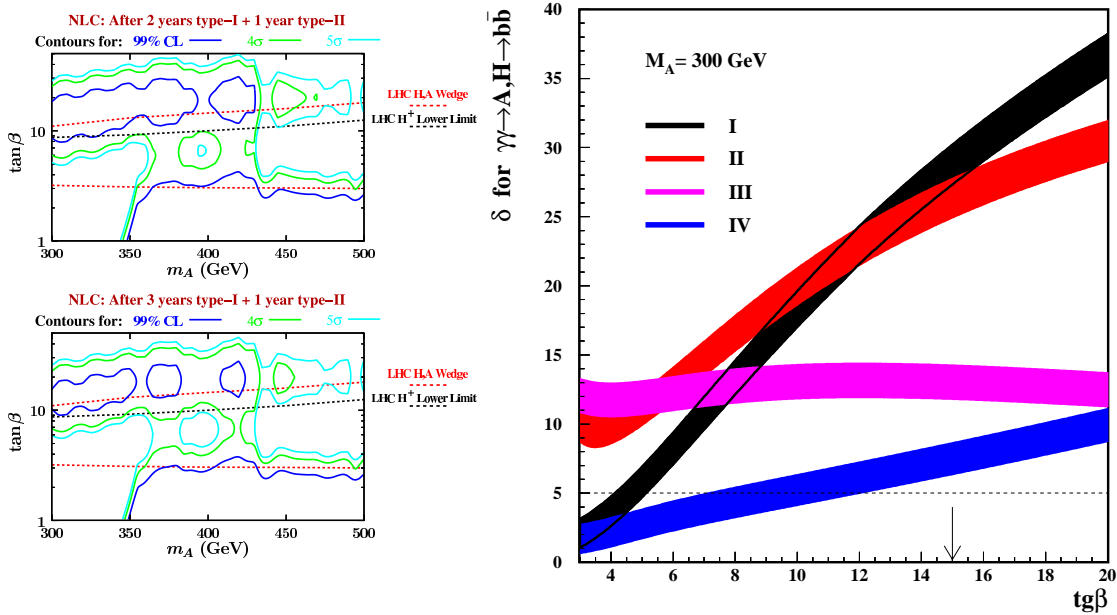 NLC: After 2 years type−I + 1 year type−II
Contours for: 99% CL 4σ 5σ
LHC H,A Wedge
LHC H⁺ Lower Limit
tanβ
10
1
300 350 400 450 500
m_A (GeV)
NLC: After 3 years type−I + 1 year type−II
Contours for: 99% CL 4σ 5σ
LHC H,A Wedge
LHC H⁺ Lower Limit
tanβ
10
1
300 350 400 450 500
m_A (GeV)
δ for γγ→A,H→bb̄
40
35
30
25
20
15
10
5
0
M_A= 300 GeV
I
II
III
IV
4 6 8 10 12 14 16 18 20
tgβ